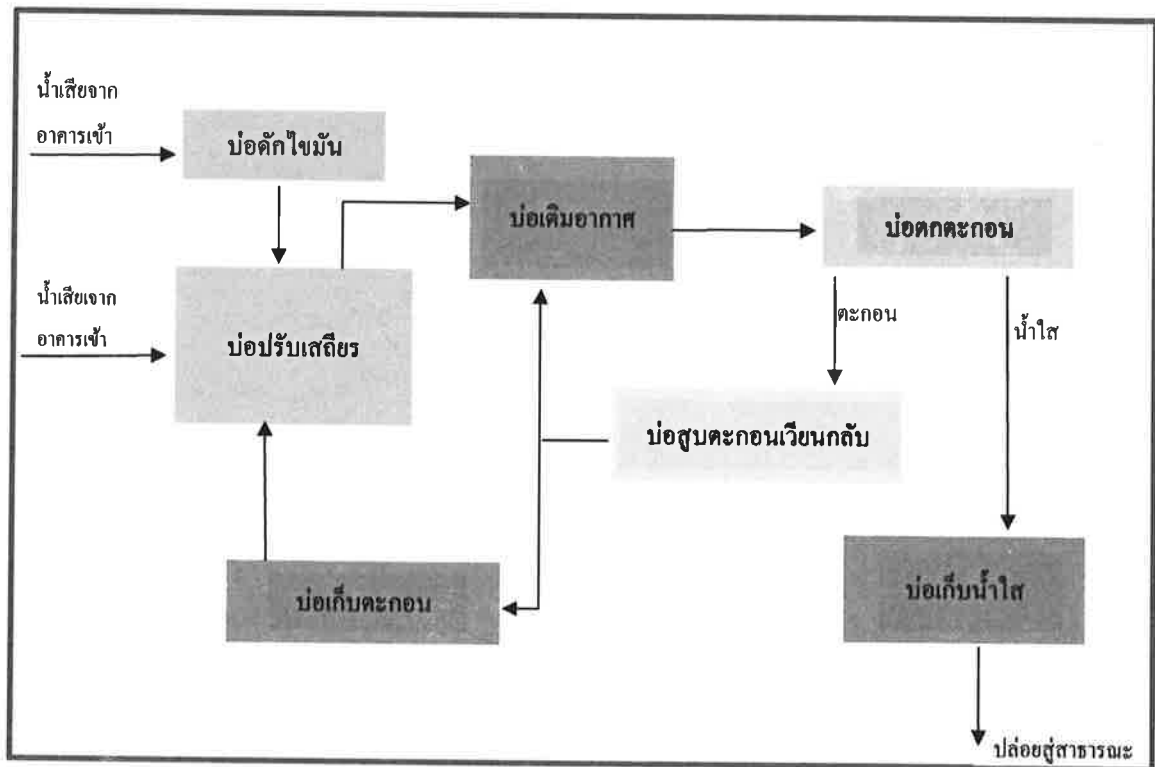 น้ำเสียจาก
อาคารเข้า
บ่อดักไขมัน
บ่อเติมอากาศ
บ่อตกตะกอน
น้ำเสียเจาก
อาคารเข้า
บ่อปรับเสถียร
ตะกอน
น้ำใส
บ่อสูบตะกอนเวียนกลับ
บ่อเก็บตะกอน
บ่อเก็บน้ำใส
ปล่อยสู่สาธารณะ